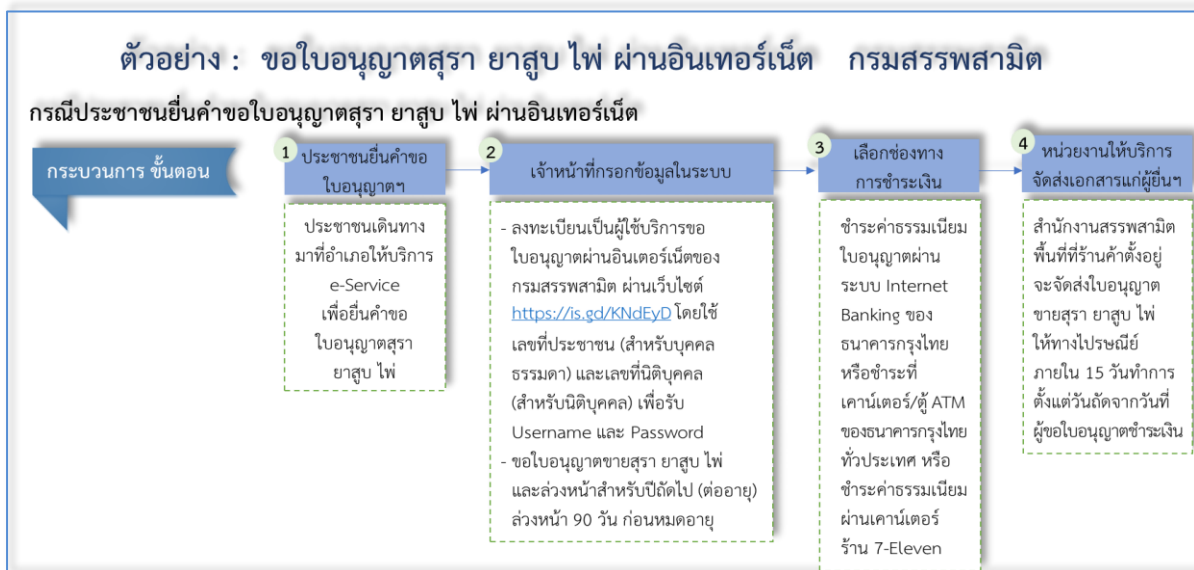 ตัวอย่าง : ขอใบอนุญาตสุรา ยาสูบ ไพ่ ผ่านอินเทอร์เน็ต กรมสรรพสามิต
กรณีประชาชนยื่นคำขอใบอนุญาตสุรา ยาสูบ ไพ่ ผ่านอินเทอร์เน็ต
กระบวนการ ขั้นตอน
1 ประชาชนยื่นคำขอ
ใบอนุญาตฯ
ประชาชนเดินทาง
มาที่อำเภอให้บริการ
e-Service
เพื่อยื่นคำขอ
ใบอนุญาตสุรา
ยาสูบ ไพ่
2
เจ้าหน้าที่กรอกข้อมูลในระบบ
- ลงทะเบียนเป็นผู้ใช้บริการขอ
ใบอนุญาตผ่านอินเตอร์เน็ตของ
กรมสรรพสามิต ผ่านเว็บไซต์
https://is.gd/KNdEyD โดยใช้
เลขที่ประชาชน (สำหรับบุคคล
ธรรมดา) และเลขที่นิติบุคคล
(สำหรับนิติบุคคล) เพื่อรับ
Username และ Password
- ขอใบอนุญาตขายสุรา ยาสูบ ไพ่
และล่วงหน้าสำหรับปีถัดไป (ต่ออายุ)
ล่วงหน้า 90 วัน ก่อนหมดอายุ
3 เลือกช่องทาง
การชำระเงิน
ชำระค่าธรรมเนียม
ใบอนุญาตผ่าน
ระบบ Internet
Banking ของ
ธนาคารกรุงไทย
หรือชำระที่
เคาน์เตอร์/ตู้ ATM
ของธนาคารกรุงไทย
ทั่วประเทศ หรือ
ชำระค่าธรรมเนียม
ผ่านเคาน์เตอร์
ร้าน 7-Eleven
4 หน่วยงานให้บริการ
จัดส่งเอกสารแก่ผู้ยื่นฯ
สำนักงานสรรพสามิต
พื้นที่ที่ร้านค้าตั้งอยู่
จะจัดส่งใบอนุญาต
ขายสุรา ยาสูบ ไพ่
ให้ทางไปรษณีย์
ภายใน 15 วันทำการ
ตั้งแต่วันถัดจากวันที่
ผู้ขอใบอนุญาตชำระเงิน